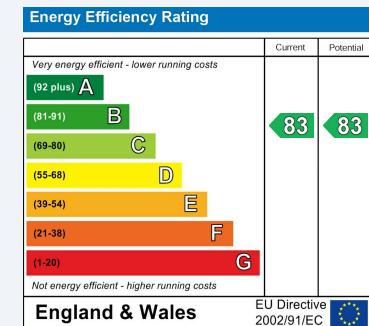 Energy Efficiency Rating
Current Potential
Very energy efficient - lower running costs
(92 plus) A
(81-91) B
83 83
(69-80) C
(55-68) D
(39-54) E
(21-38) F
(1-20) G
Not energy efficient - higher running costs
England & Wales
EU Directive
2002/91/EC